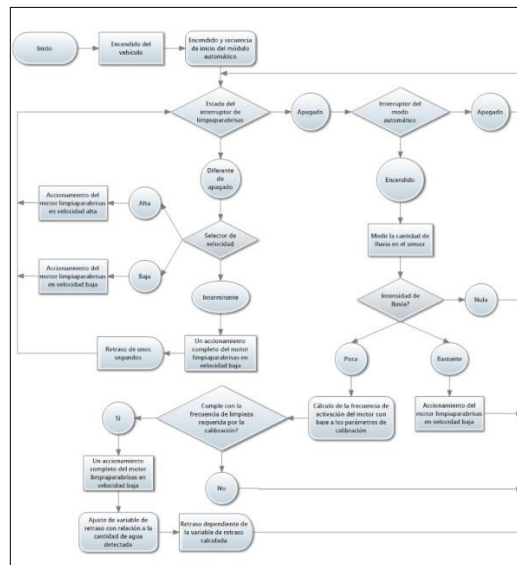 Inicio
Encendido del
vehículo
Encendido y secuencia
de inicio del módulo
automático
Estado del
interruptor de
limpiaparabrisas
Apagado
Interruptor del
modo
automático
Apagado
Diferente
de
apagado
Encendido
Accionamiento del
motor limpiaparabrisas
en velocidad alta
Alta
Selector de
velocidad
Medir la cantidad de
lluvia en el sensor
Accionamiento del
motor limpiaparabrisas
en velocidad baja
Baja
Intermitente
Intensidad de
lluvia?
Nula
Retraso de unos
segundos
Un accionamiento
completo del motor
limpiaparabrisas en
velocidad baja
Poca
Bastante
Si
Cumple con la
frecuencia de limpieza
requerida por la
calibración?
Cálculo de la frecuencia de
activación del motor con
base a los parámetros de
calibración
Accionamiento
del motor limpiaparabrisas
en velocidad baja
Un accionamiento
completo del motor
limpiaparabrisas en
velocidad baja
No
Ajuste de variable de
retraso con relación a la
cantidad de agua
detectada
Retraso dependiente de
la variable de retraso
calculada